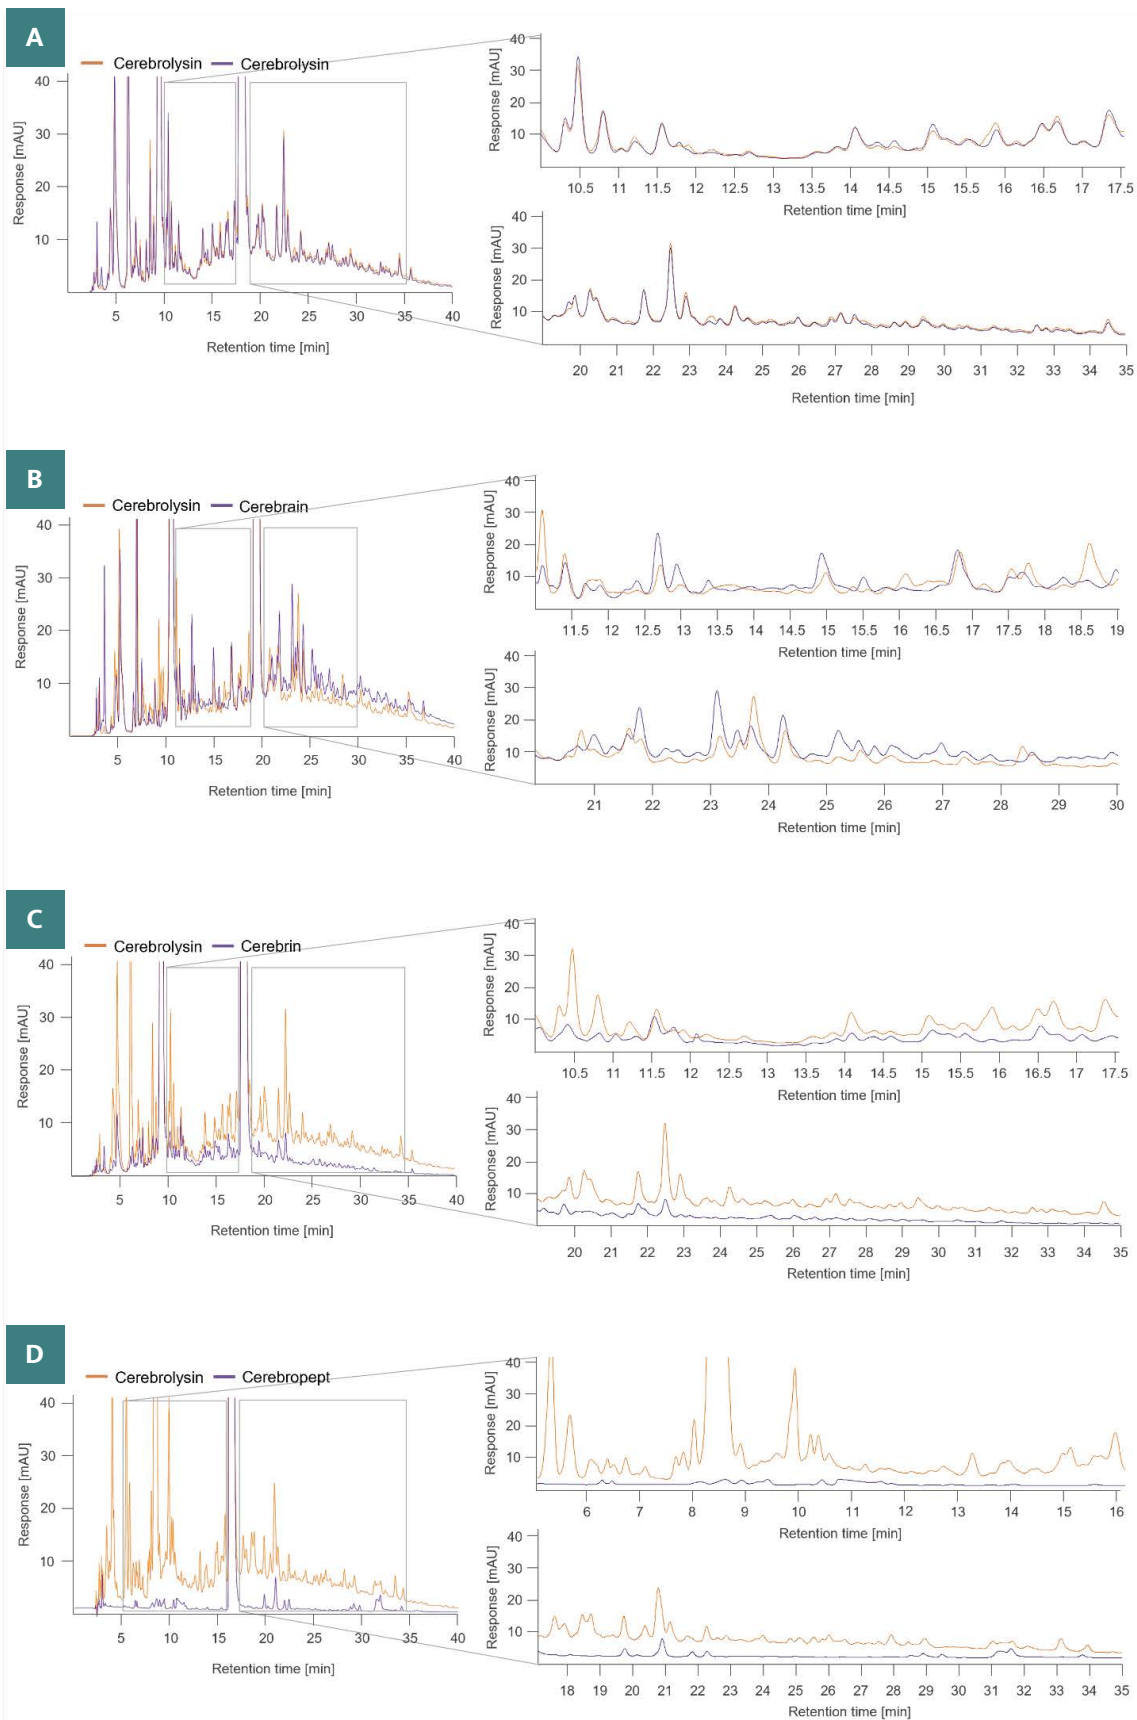 A
Cerebrolysin Cerebrolysin
Response [mAU]
40
30
20
10
5 10 15 20 25 30 35 40
Retention time [min]
Response [mAU]
40
30
20
10
10.5 11 11.5 12 12.5 13 13.5 14 14.5 15 15.5 16 16.5 17 17.5
Retention time [min]
Response [mAU]
40
30
20
10
20 21 22 23 24 25 26 27 28 29 30 31 32 33 34 35
Retention time [min]
B
Cerebrolysin Cerebrain
Response [mAU]
40
30
20
10
5 10 15 20 25 30 35 40
Retention time [min]
Response [mAU]
40
30
20
10
11.5 12 12.5 13 13.5 14 14.5 15 15.5 16 16.5 17 17.5 18 18.5 19
Retention time [min]
Response [mAU]
40
30
20
10
21 22 23 24 25 26 27 28 29 30
Retention time [min]
C
Cerebrolysin Cerebrin
Response [mAU]
40
30
20
10
5 10 15 20 25 30 35 40
Retention time [min]
Response [mAU]
40
30
20
10
10.5 11 11.5 12 12.5 13 13.5 14 14.5 15 15.5 16 16.5 17 17.5
Retention time [min]
Response [mAU]
40
30
20
10
20 21 22 23 24 25 26 27 28 29 30 31 32 33 34 35
Retention time [min]
D
Cerebrolysin Cerebropept
Response [mAU]
40
30
20
10
5 10 15 20 25 30 35 40
Retention time [min]
Response [mAU]
40
30
20
10
6 7 8 9 10 11 12 13 14 15 16
Retention time [min]
Response [mAU]
40
30
20
10
18 19 20 21 22 23 24 25 26 27 28 29 30 31 32 33 34 35
Retention time [min]